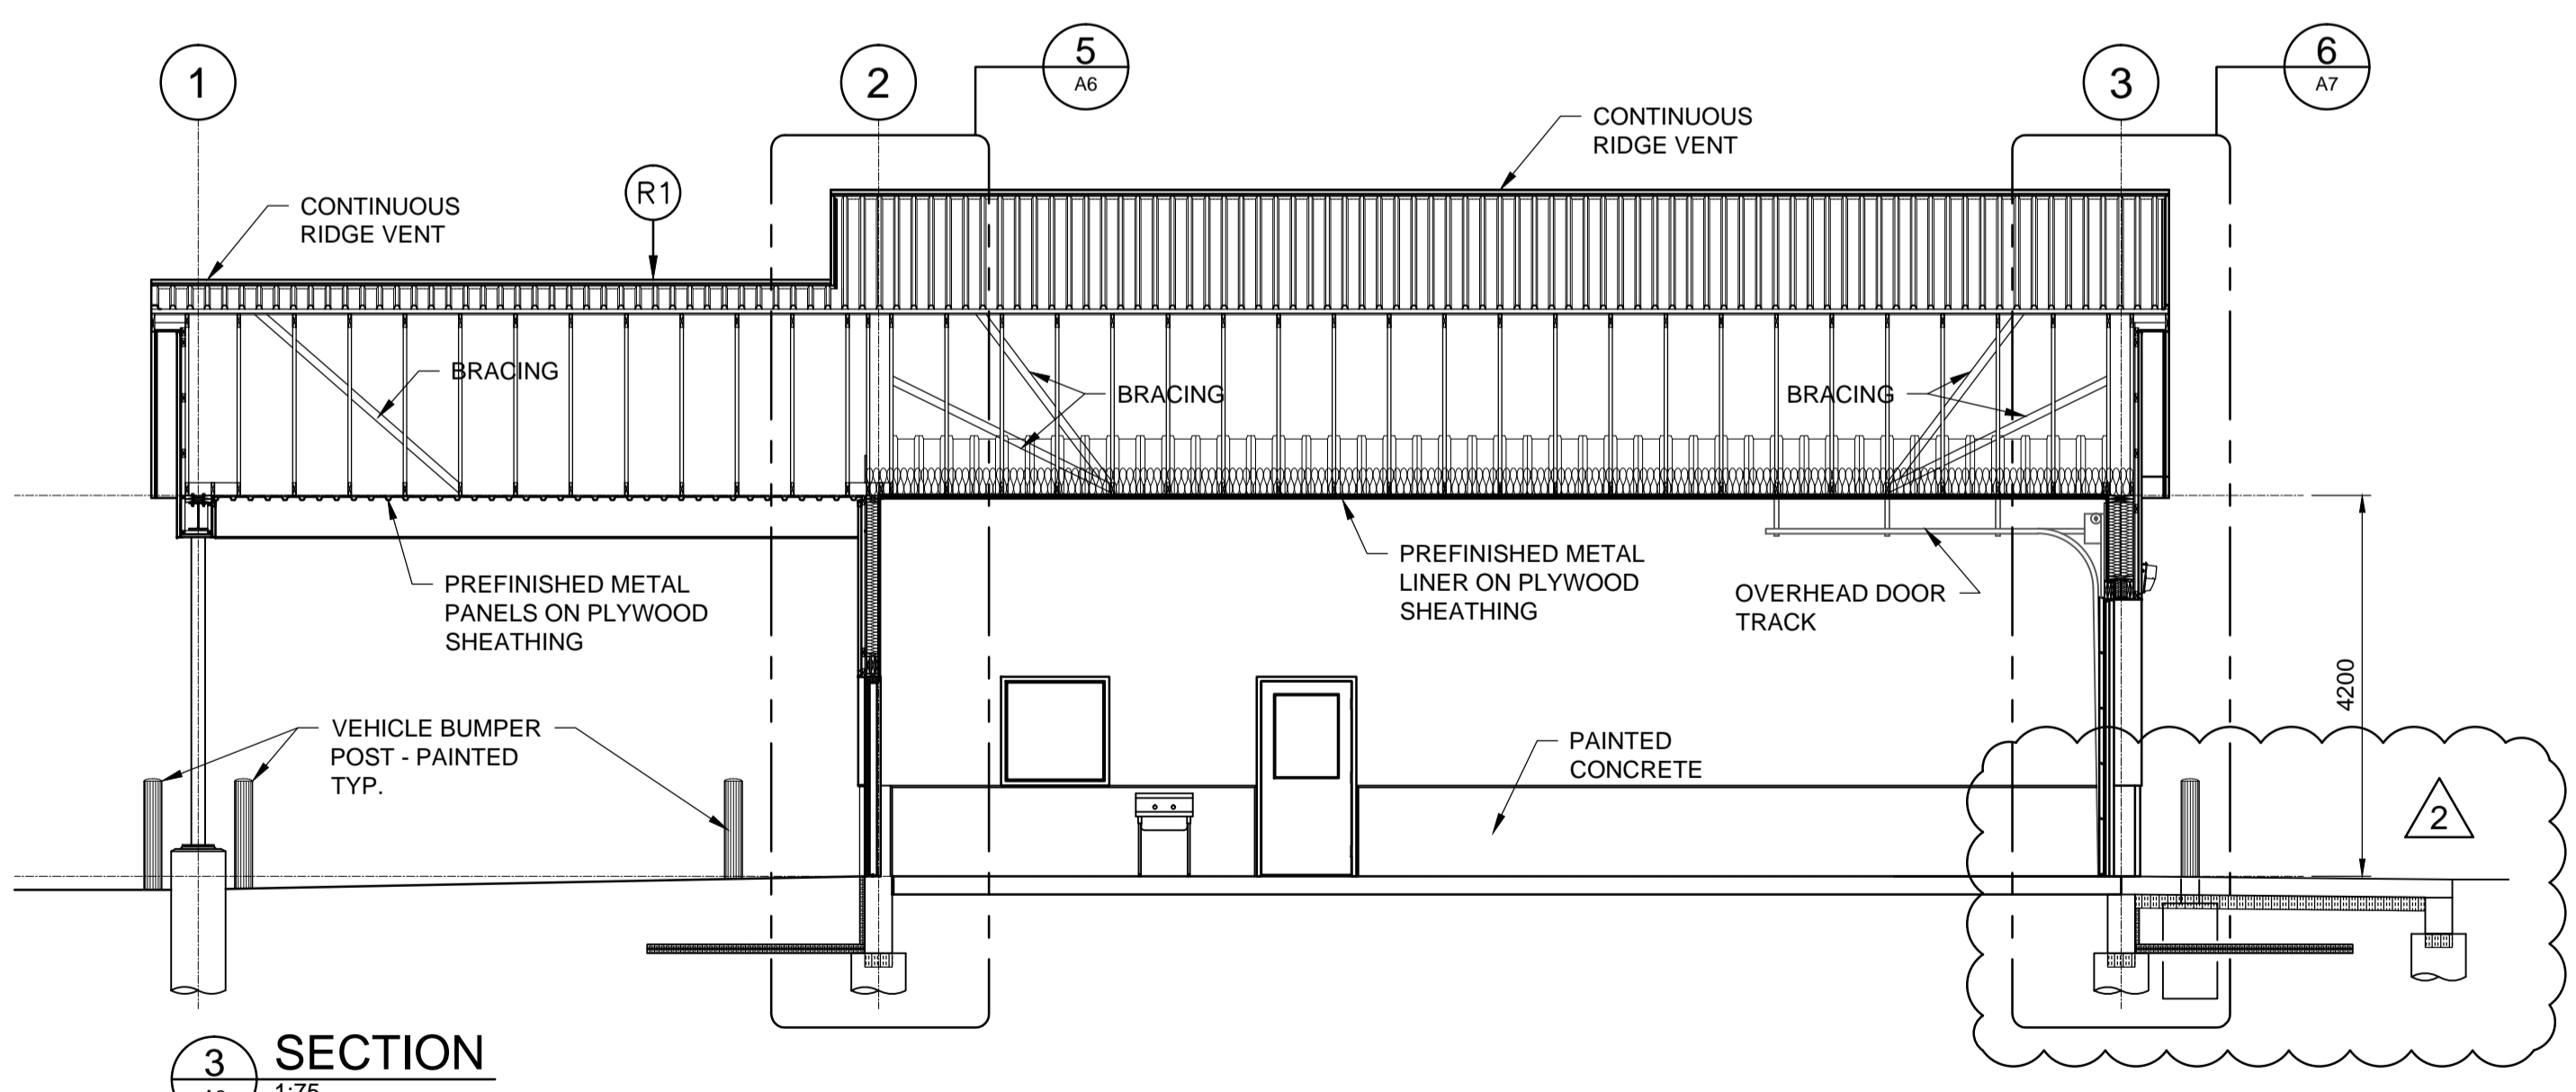 1
2
5
A6
3
6
A7
CONTINUOUS
RIDGE VENT
R1
CONTINUOUS
RIDGE VENT
BRACING
BRACING
BRACING
PREFINISHED METAL
PANELS ON PLYWOOD
SHEATHING
PREFINISHED METAL
LINER ON PLYWOOD
SHEATHING
OVERHEAD DOOR
TRACK
4200
VEHICLE BUMPER
POST - PAINTED
TYP.
PAINTED
CONCRETE
2
3
SECTION
1:75